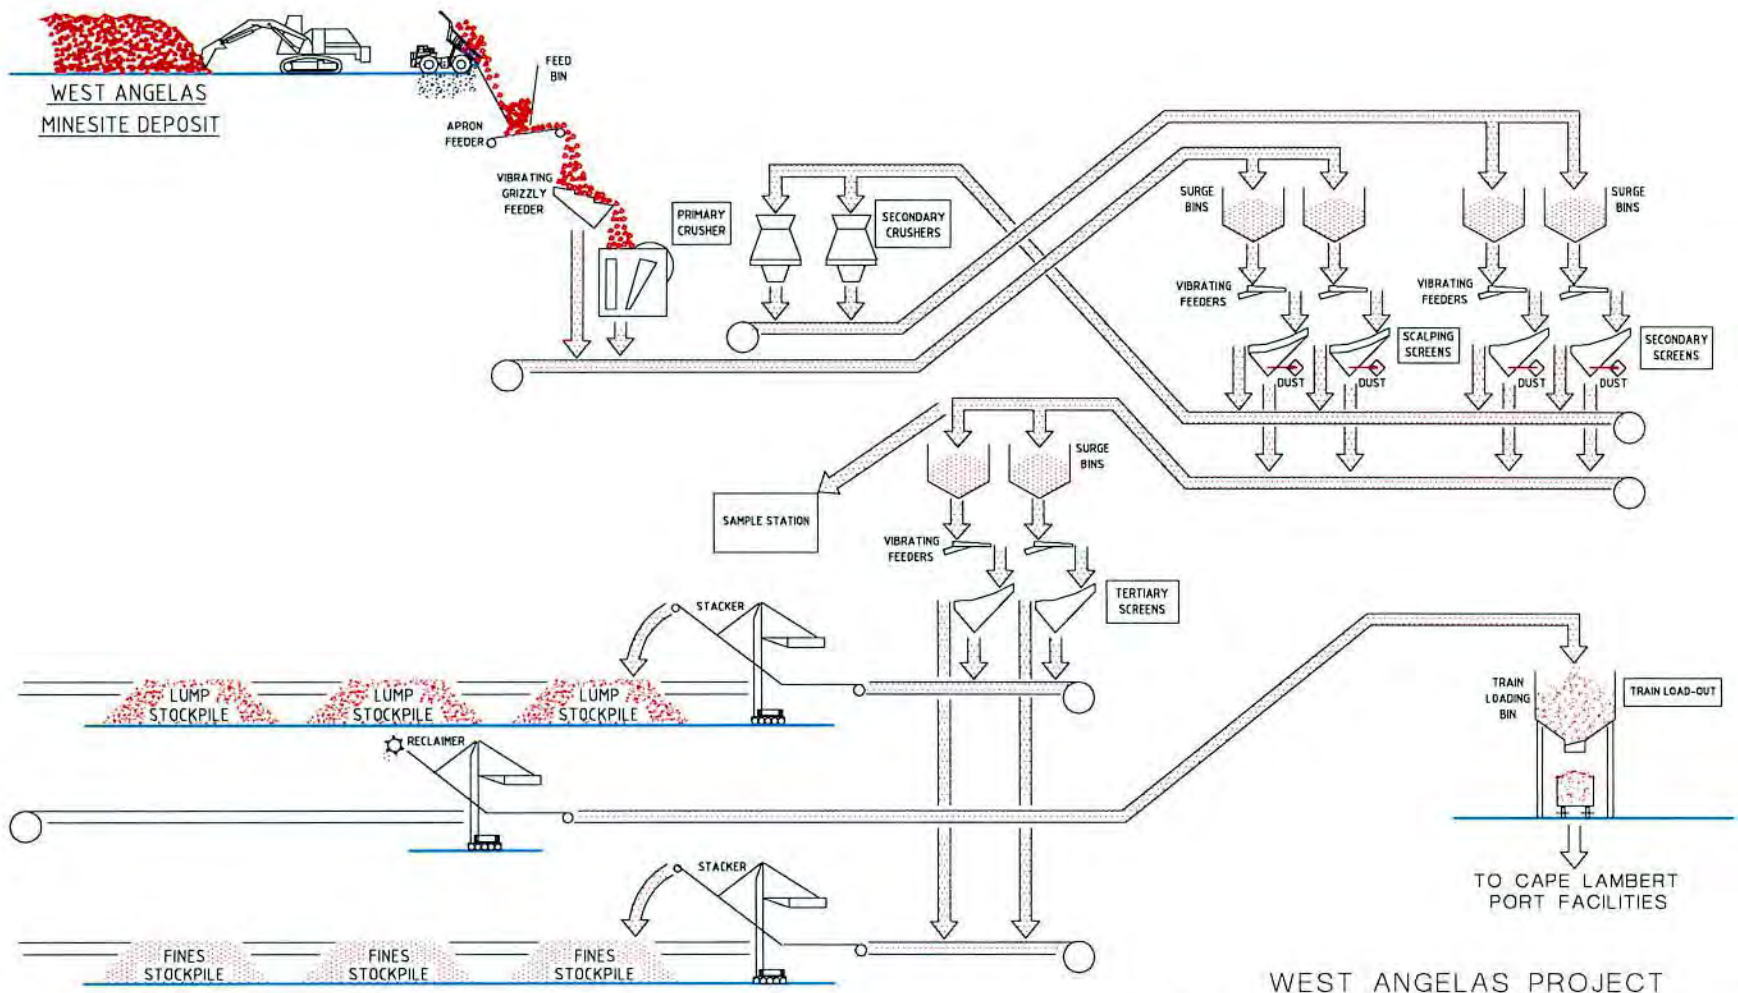 WEST ANGELAS
MINESITE DEPOSIT
FEED
BIN
APRON
FEEDER
VIBRATING
GRIZZLY
FEEDER
PRIMARY
CRUSHER
SECONDARY
CRUSHERS
SURGE
BINS
SURGE
BINS
VIBRATING
FEEDERS
VIBRATING
FEEDERS
SCALPING
SCREENS
SECONDARY
SCREENS
DUST
DUST
DUST
DUST
SURGE
BINS
SAMPLE STATION
VIBRATING
FEEDERS
TERTIARY
SCREENS
STACKER
LUMP
STOCKPILE
LUMP
STOCKPILE
LUMP
STOCKPILE
TRAIN
LOADING
BIN
TRAIN LOAD-OUT
RECLAIMER
STACKER
TO CAPE LAMBERT
PORT FACILITIES
FINES
STOCKPILE
FINES
STOCKPILE
FINES
STOCKPILE
WEST ANGELAS PROJECT